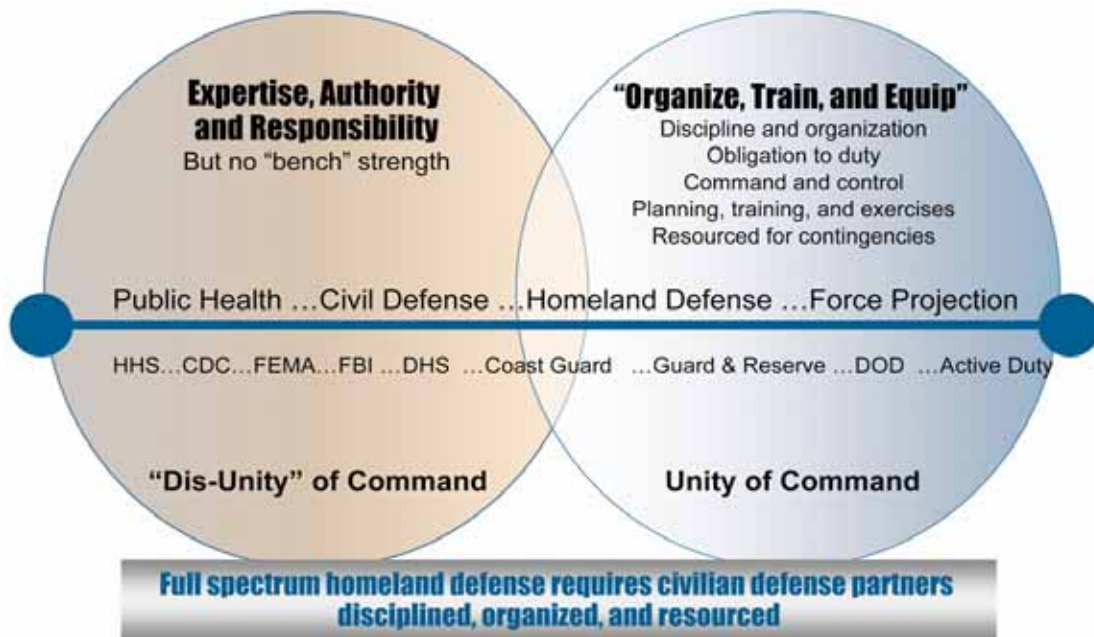 Expertise, Authority
and Responsibility
But no “bench” strength
“Organize, Train, and Equip”
Discipline and organization
Obligation to duty
Command and control
Planning, training, and exercises
Resourced for contingencies
Public Health ...Civil Defense ...Homeland Defense ...Force Projection
HHS...CDC...FEMA...FBI ...DHS ...Coast Guard ...Guard & Reserve ...DOD ...Active Duty
“Dis-Unity” of Command
Unity of Command
Full spectrum homeland defense requires civilian defense partners
disciplined, organized, and resourced